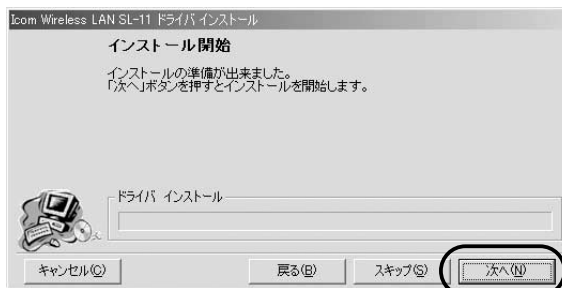 Icom Wireless LAN SL-11 ドライバ インストール
インストール開始
インストールの準備が出来ました。
「次へ」ボタンを押すとインストールを開始します。
ドライバ インストール
キャンセル(C) 戻る(B) スキップ(S) 次へ(N)